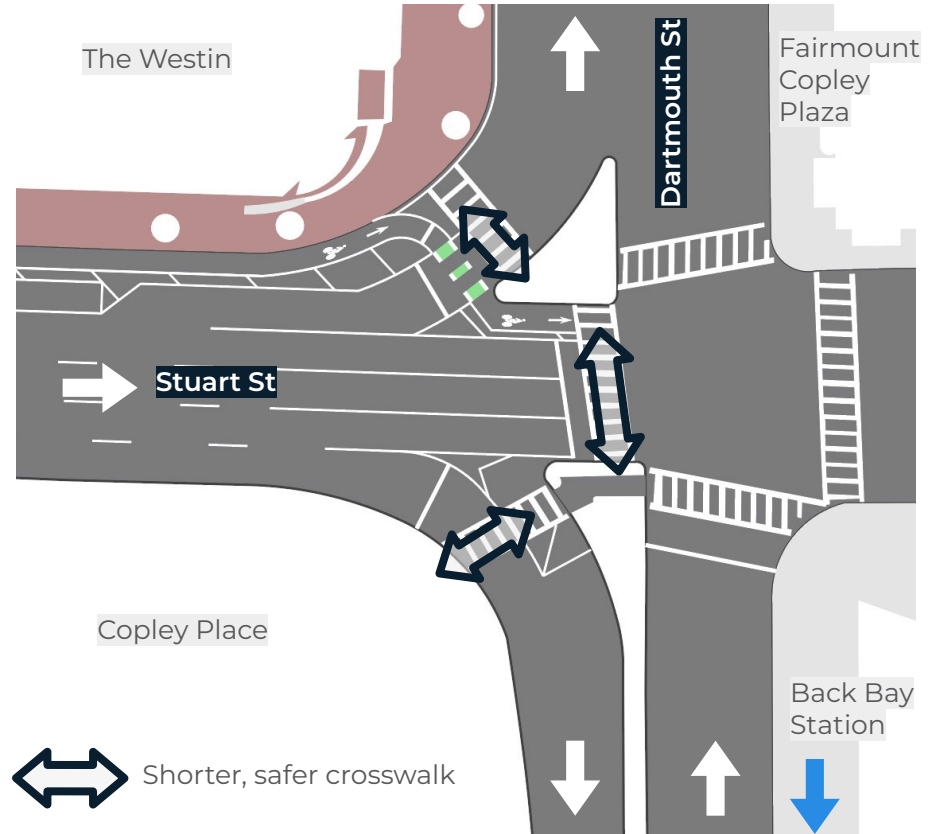 The Westin
Dartmouth St
Fairmount
Copley
Plaza
Stuart St
Copley Place
Back Bay
Station
Shorter, safer crosswalk